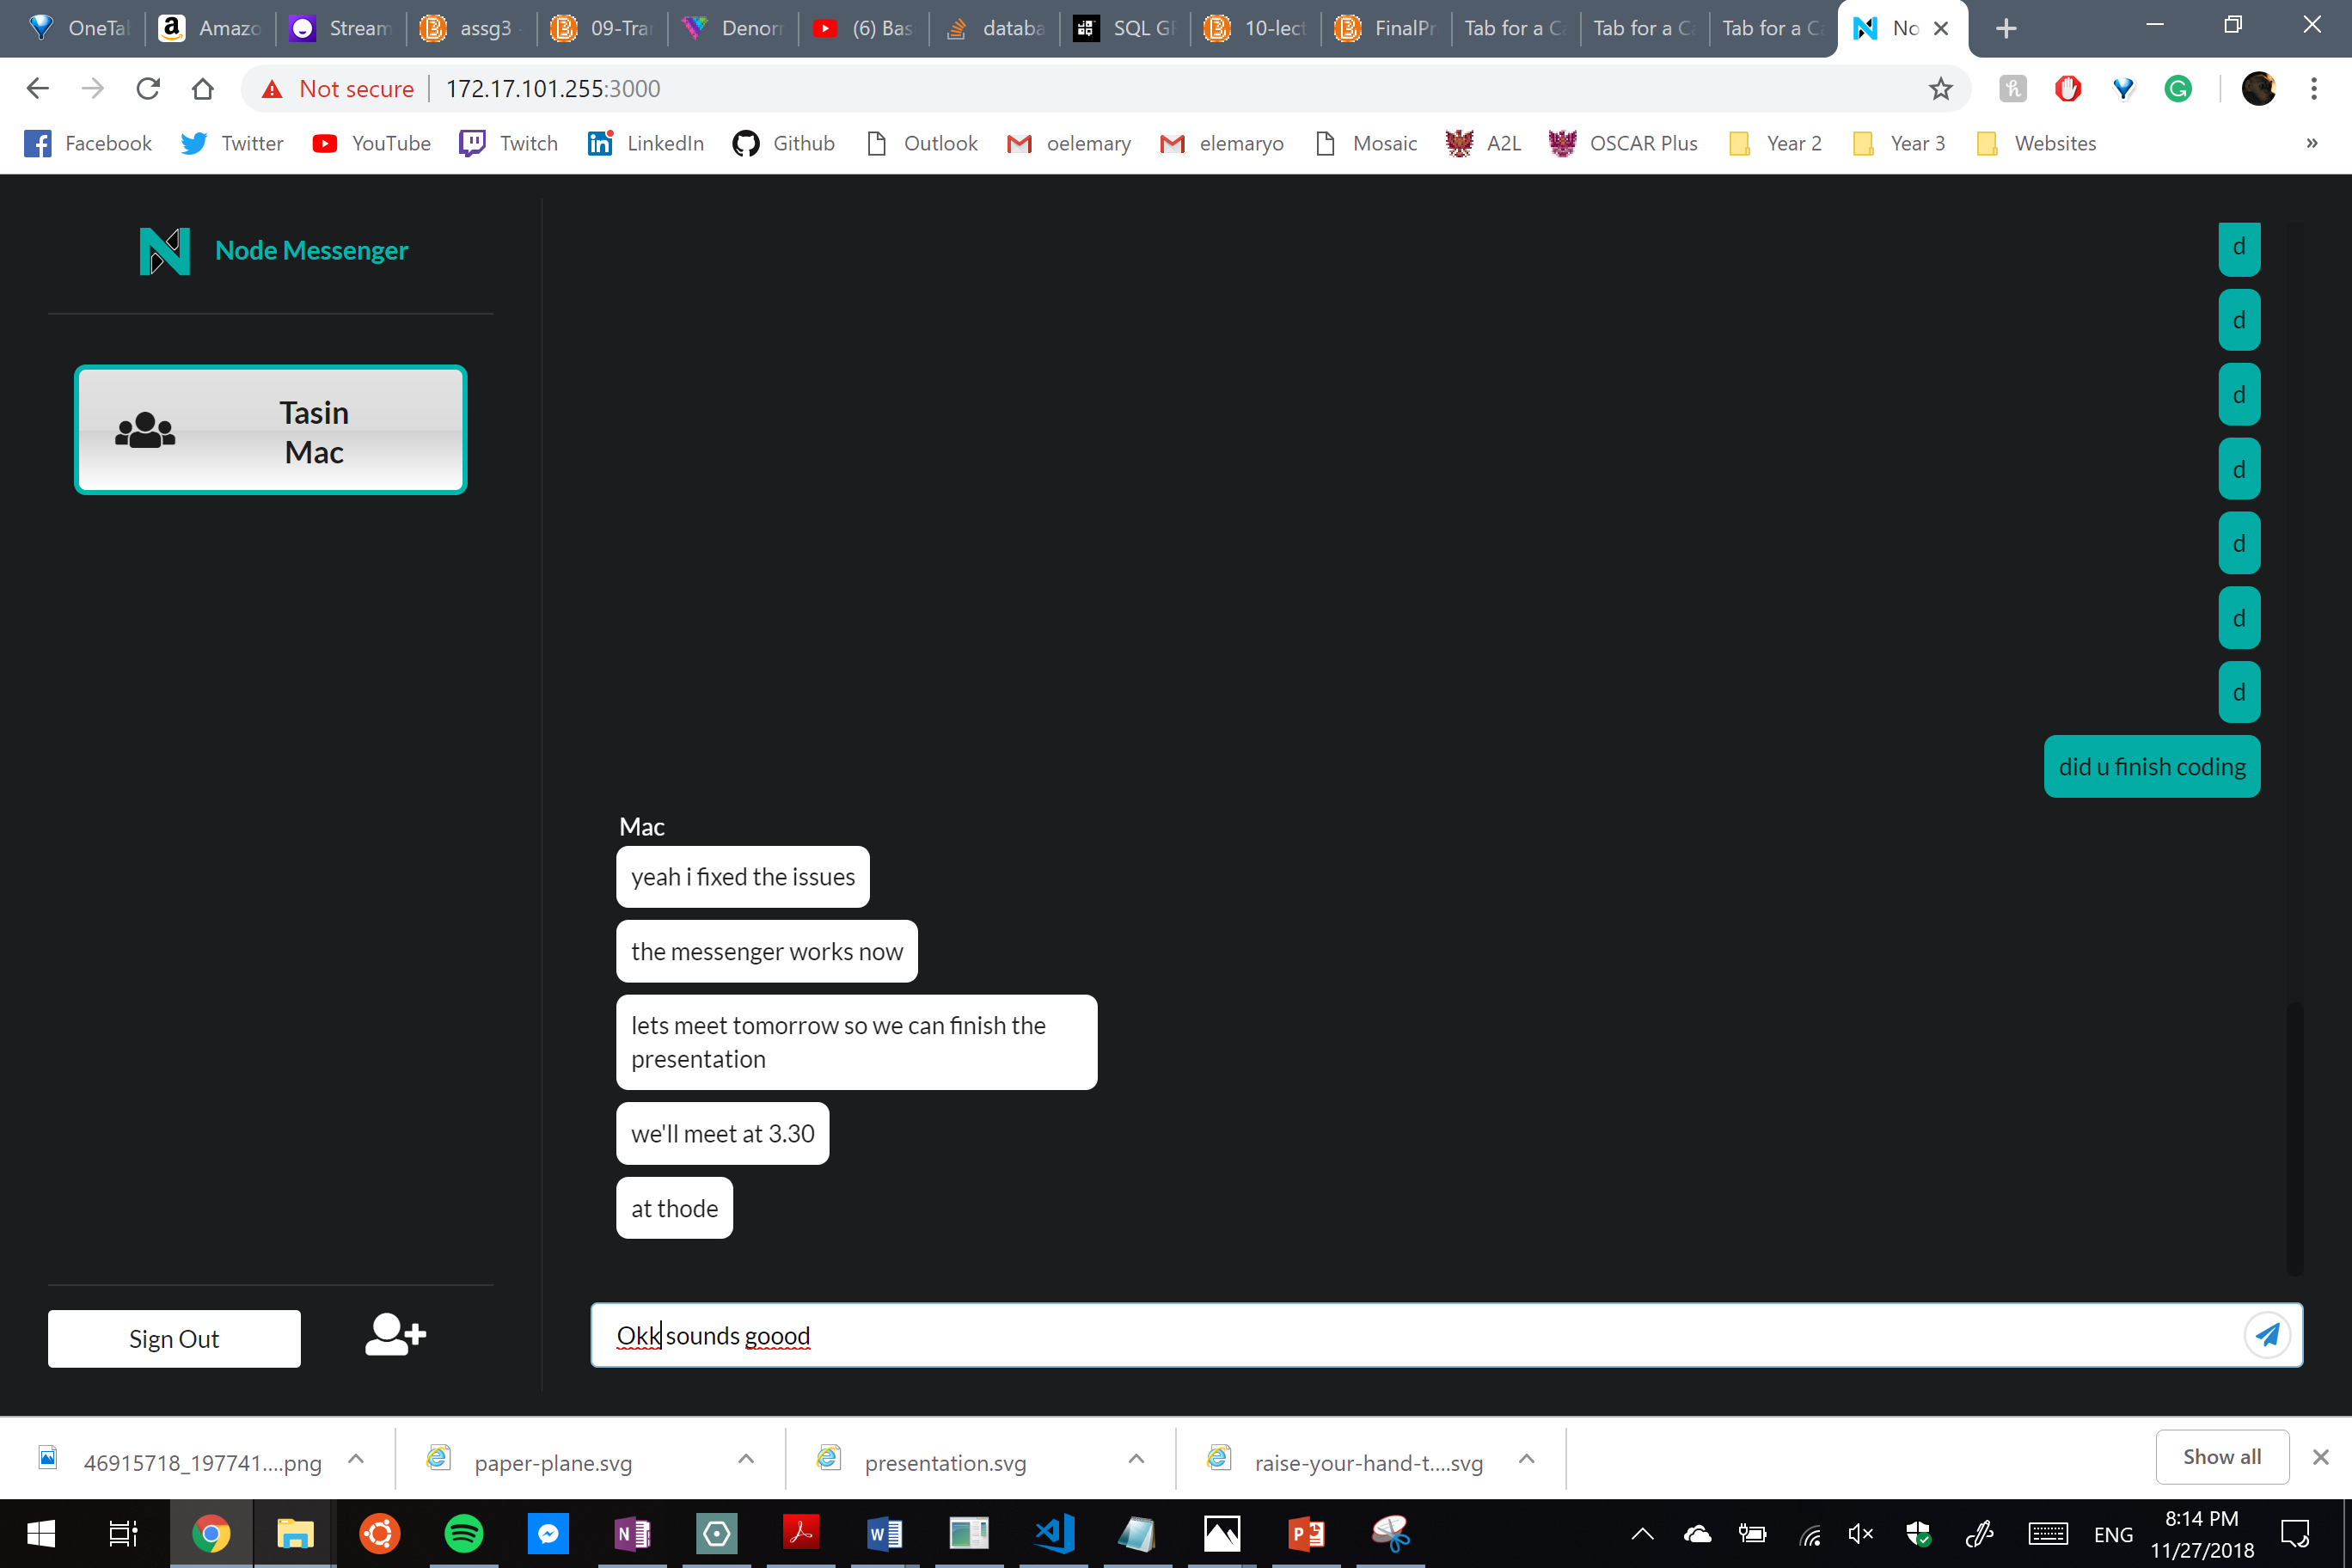 OneTa
Amazo
Stream
assg3 -
09-Tra
Denor
(6) Bas
databa
SQL G
10-lect
FinalPr
Tab for a C
Tab for a C
Tab for a C
No
Not secure
172.17.101.255:3000
Facebook
Twitter
YouTube
Twitch
LinkedIn
Github
Outlook
oelemary
elemaryo
Mosaic
A2L
OSCAR Plus
Year 2
Year 3
Websites
»
Node Messenger
Tasin
Mac
d
d
d
d
d
d
d
did u finish coding
Mac
yeah i fixed the issues
the messenger works now
lets meet tomorrow so we can finish the
presentation
we'll meet at 3.30
at thode
Sign Out
Okk sounds goood
46915718_197741....png
paper-plane.svg
presentation.svg
raise-your-hand-t....svg
Show all
ENG
8:14 PM
11/27/2018